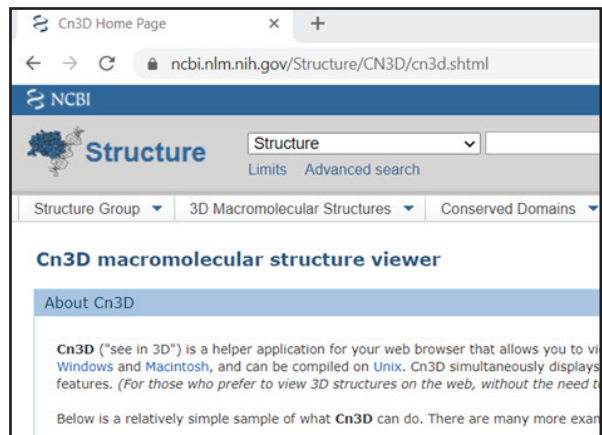 Cn3D Home Page × +
ncbi.nlm.nih.gov/Structure/CN3D/cn3d.shtml
NCBI
Structure
Structure
Limits Advanced search
Structure Group 3D Macromolecular Structures Conserved Domains
Cn3D macromolecular structure viewer
About Cn3D
Cn3D ("see in 3D") is a helper application for your web browser that allows you to
Windows and Macintosh, and can be compiled on Unix. Cn3D simultaneously displays
features. (For those who prefer to view 3D structures on the web, without the need
Below is a relatively simple sample of what Cn3D can do. There are many more